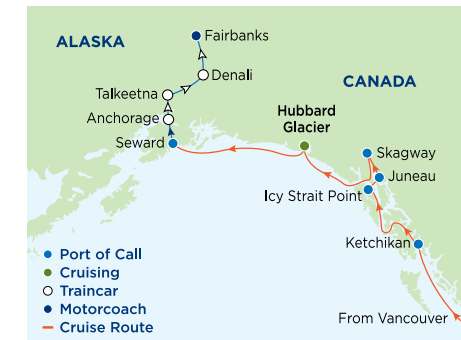 Fairbanks
ALASKA
Denali
CANADA
Talkeetna
Hubbard
Glacier
Anchorage
Seward
Skagway
Juneau
Icy Strait Point
Ketchikan
Port of Call
Cruising
Traincar
Motorcoach
Cruise Route
From Vancouver